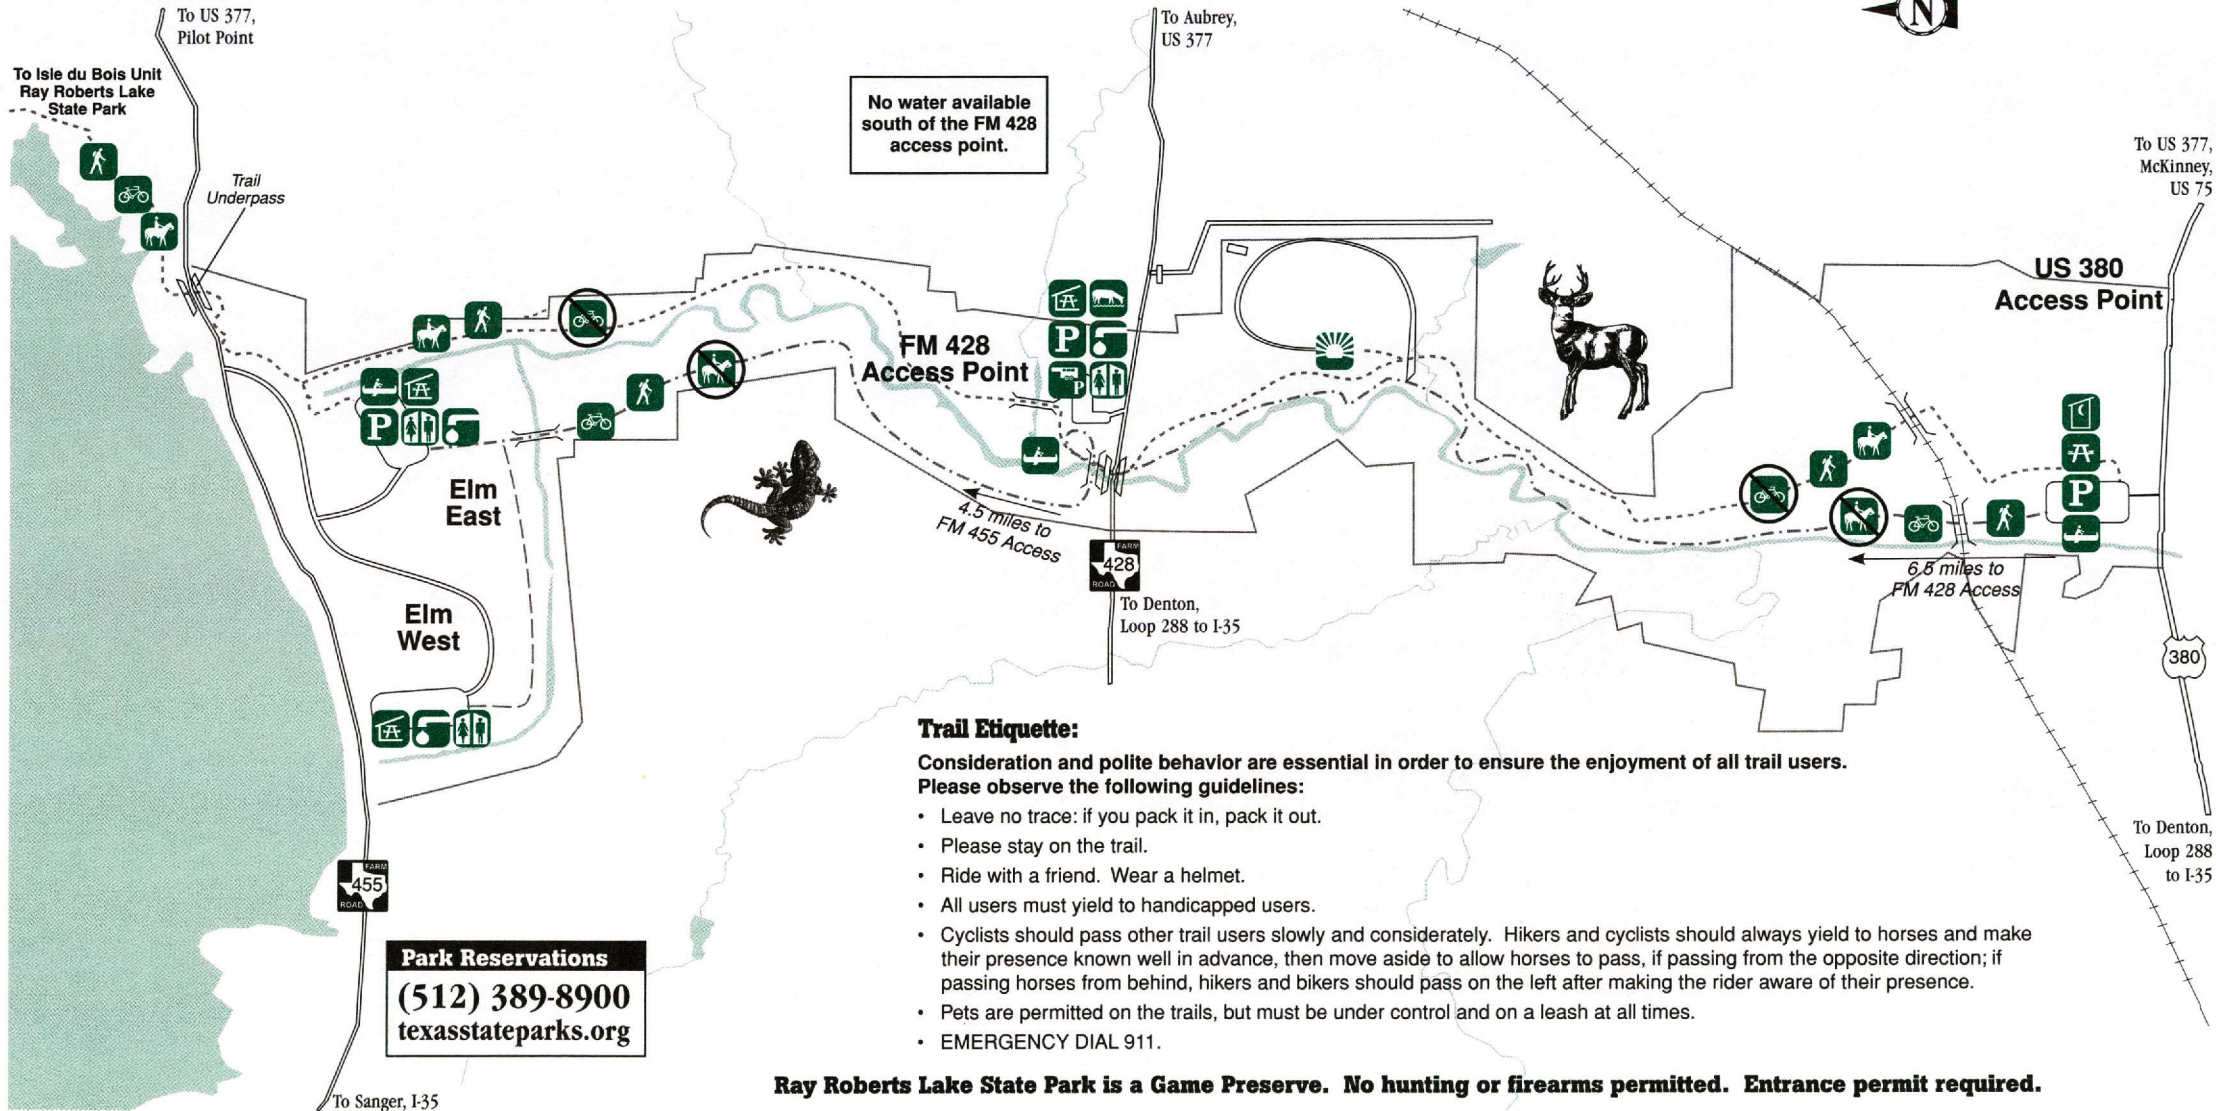 To US 377,
Pilot Point
To Isle du Bois Unit
Ray Roberts Lake
State Park
Trail
Underpass
No water available
south of the FM 428
access point.
To Aubrey,
US 377
N
To US 377,
McKinney,
US 75
US 380
Access Point
FM 428
Access Point
P
P
P
P
Elm
East
4.5 miles to
FM 455 Access
FARM
428
ROAD
To Denton,
Loop 288 to I-35
6.5 miles to
FM 428 Access
Elm
West
380
To Denton,
Loop 288
to I-35
FARM
455
ROAD
To Sanger, I-35
Park Reservations
(512) 389-8900
texasstateparks.org
Trail Etiquette:
Consideration and polite behavior are essential in order to ensure the enjoyment of all trail users.
Please observe the following guidelines:
• Leave no trace: if you pack it in, pack it out.
• Please stay on the trail.
• Ride with a friend. Wear a helmet.
• All users must yield to handicapped users.
• Cyclists should pass other trail users slowly and considerately. Hikers and cyclists should always yield to horses and make
their presence known well in advance, then move aside to allow horses to pass, if passing from the opposite direction; if
passing horses from behind, hikers and bikers should pass on the left after making the rider aware of their presence.
• Pets are permitted on the trails, but must be under control and on a leash at all times.
• EMERGENCY DIAL 911.
Ray Roberts Lake State Park is a Game Preserve. No hunting or firearms permitted. Entrance permit required.